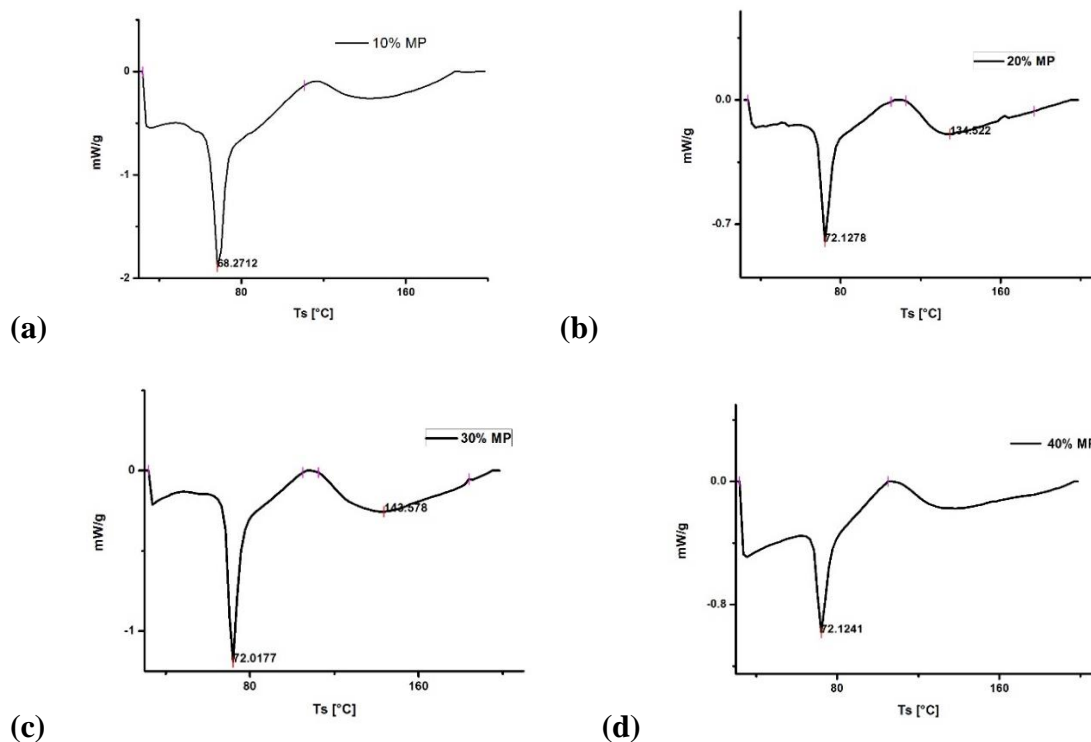 10% MP
0
-1
-2
mW/g
68.2712
80
160
Ts [°C]
(a)
20% MP
0.0
-0.7
mW/g
134.522
72.1278
80
160
Ts [°C]
(b)
30% MP
0
-1
mW/g
143.578
72.0177
80
160
Ts [°C]
(c)
40% MP
0.0
-0.8
mW/g
72.1241
80
160
Ts [°C]
(d)